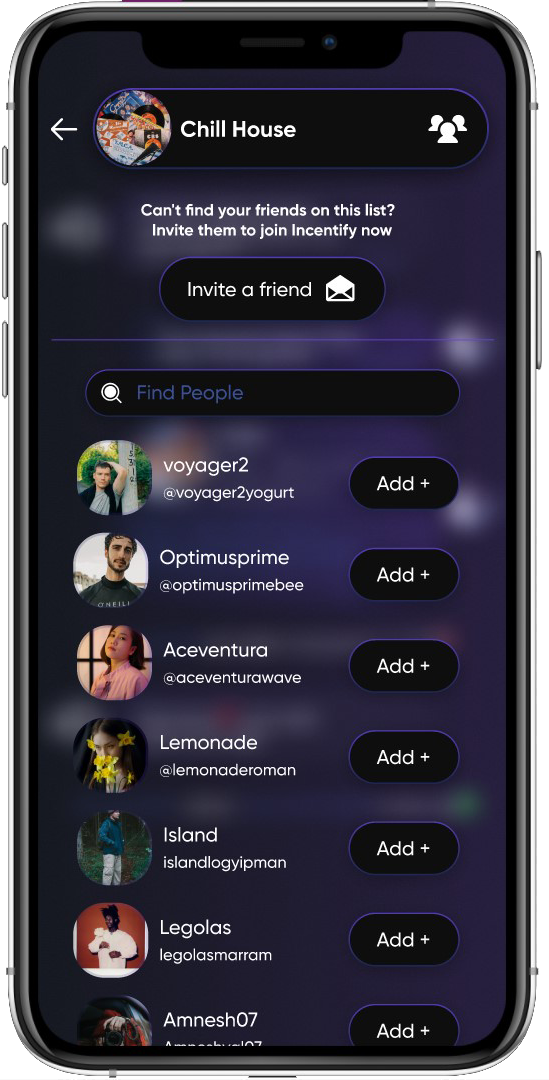 Chill House
Can't find your friends on this list?
Invite them to join Incentify now
Invite a friend
Find People
voyager2
@voyager2yogurt
Add +
Optimusprime
@optimusprimebee
Add +
O'NEILL
Aceventura
@aceventurawave
Add +
Lemonade
@lemonaderoman
Add +
Island
islandlogyipman
Add +
Legolas
legolasmarram
Add +
Amnesh07
Add +